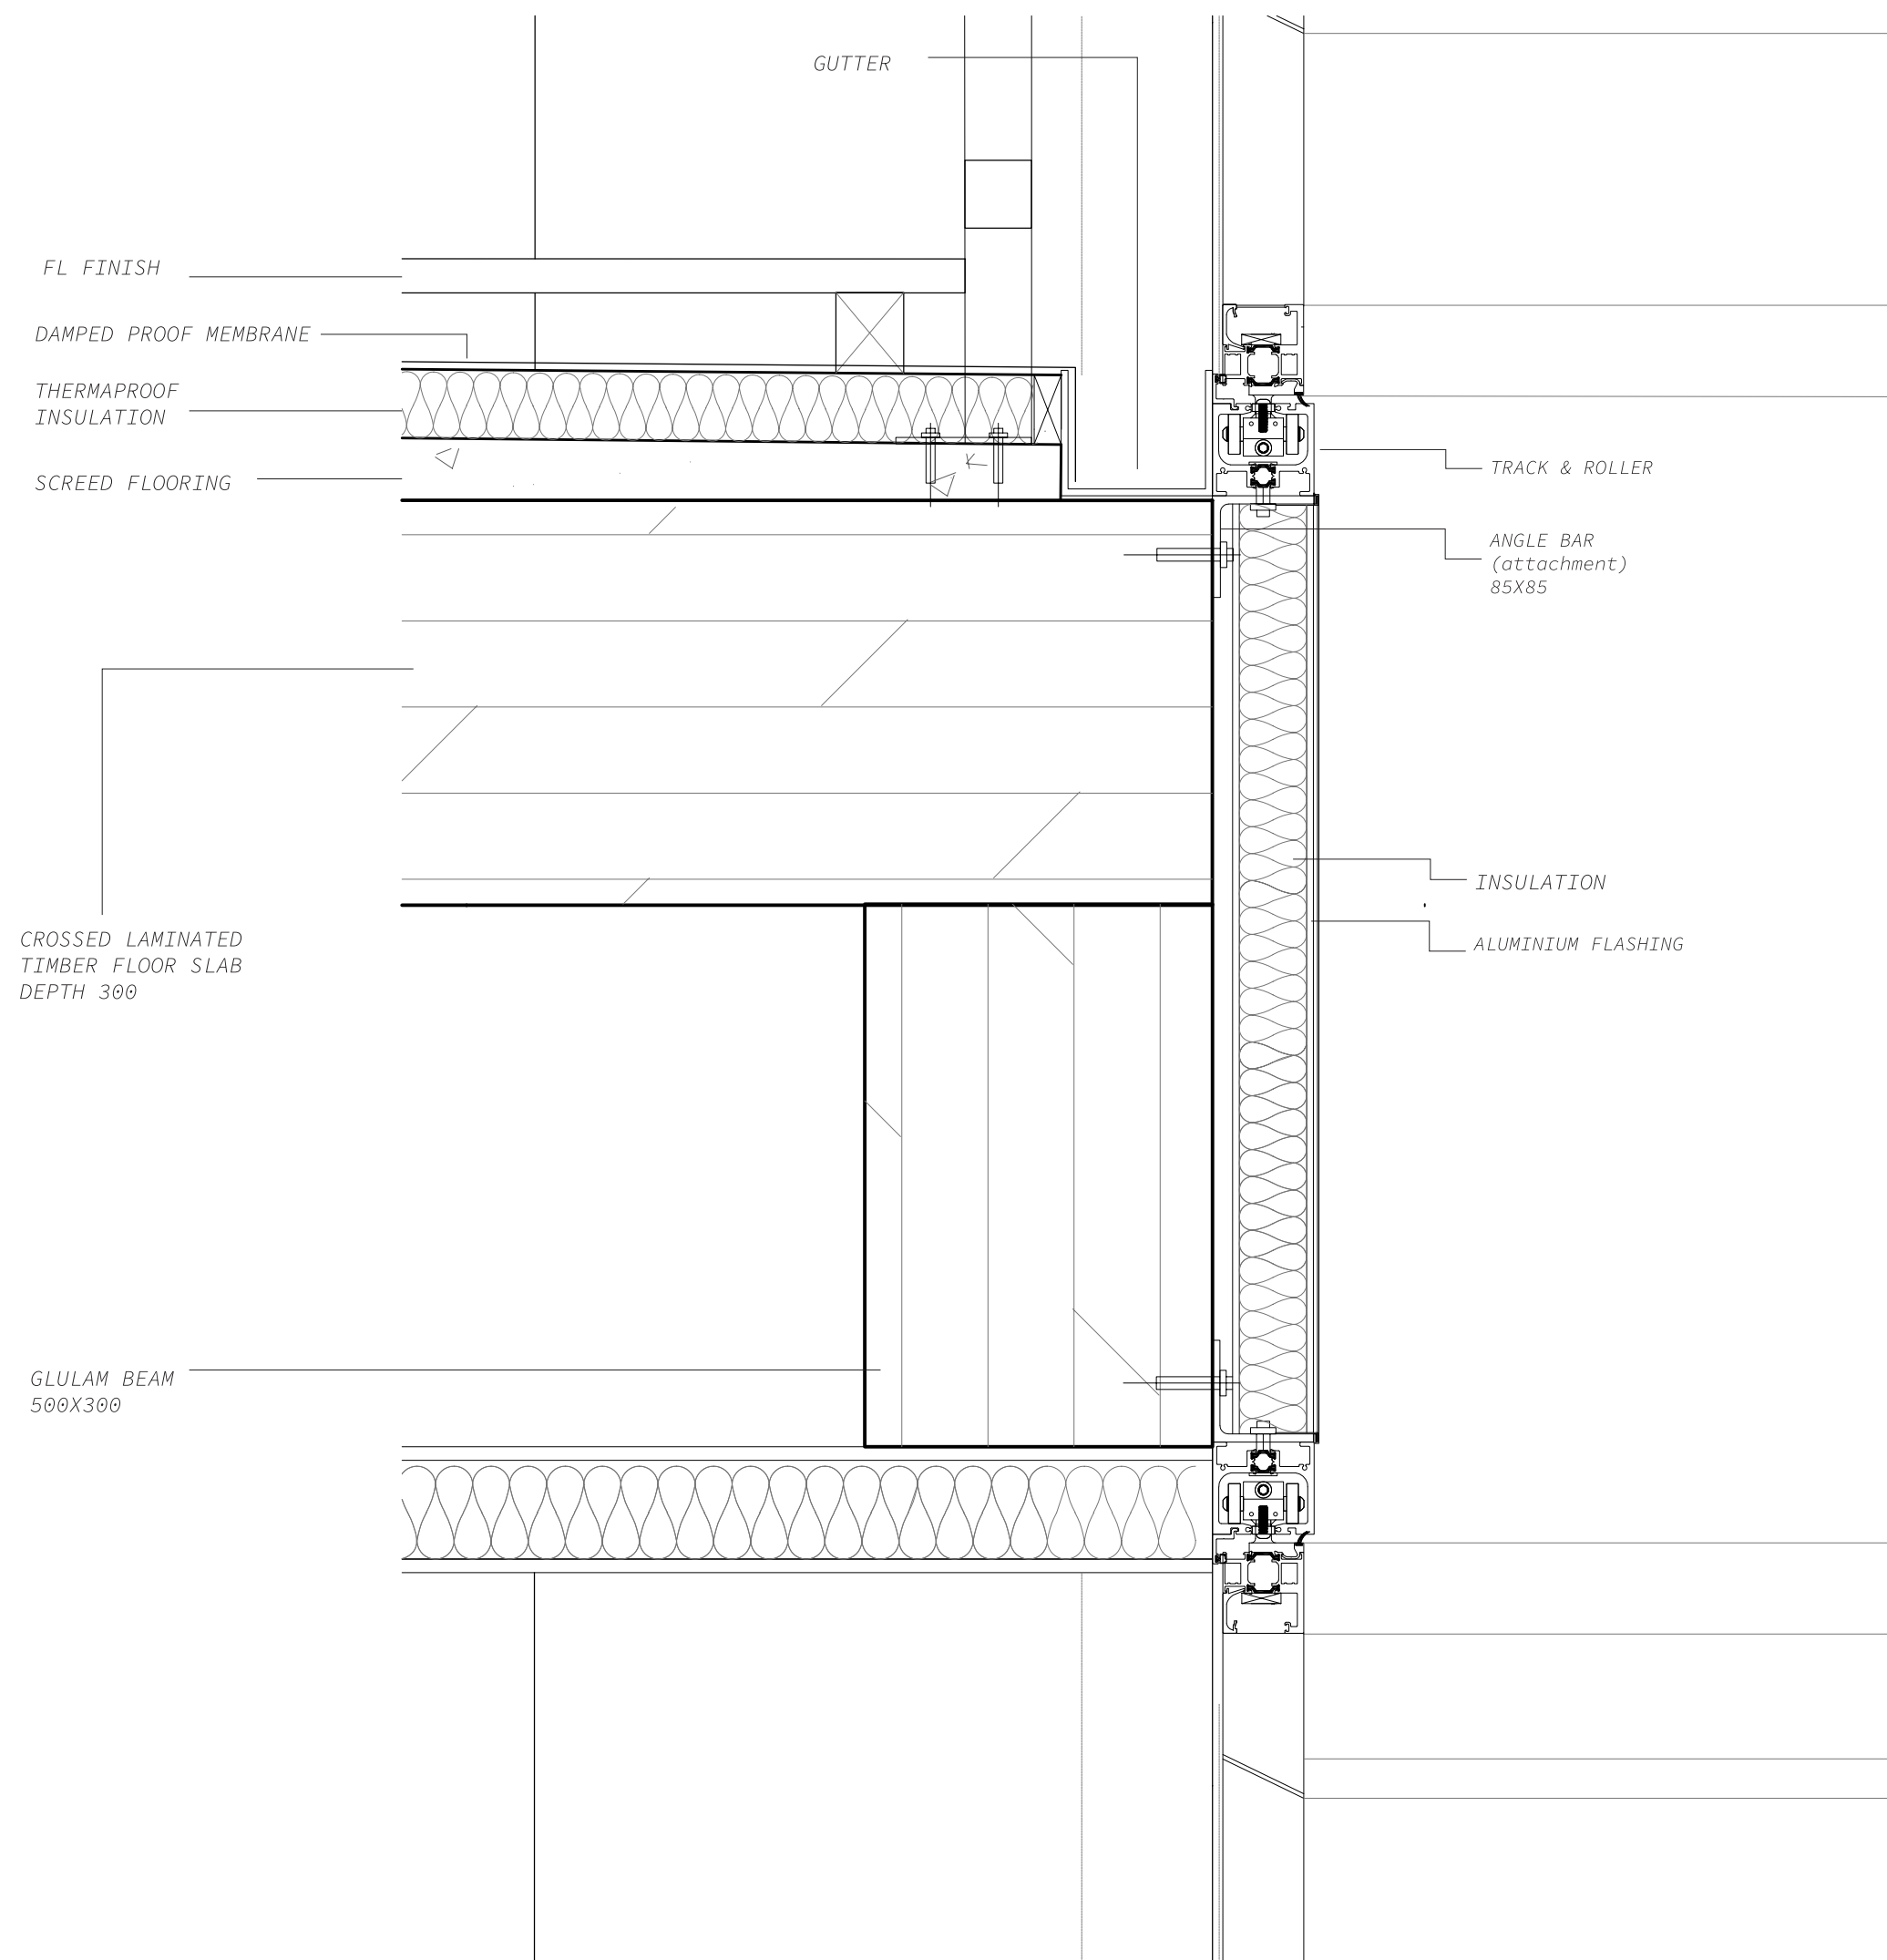 GUTTER
FL FINISH
DAMPED PROOF MEMBRANE
THERMAPROOF
INSULATION
SCREED FLOORING
TRACK & ROLLER
ANGLE BAR
(attachment)
85X85
CROSSED LAMINATED
TIMBER FLOOR SLAB
DEPTH 300
INSULATION
ALUMINIUM FLASHING
GLULAM BEAM
500X300